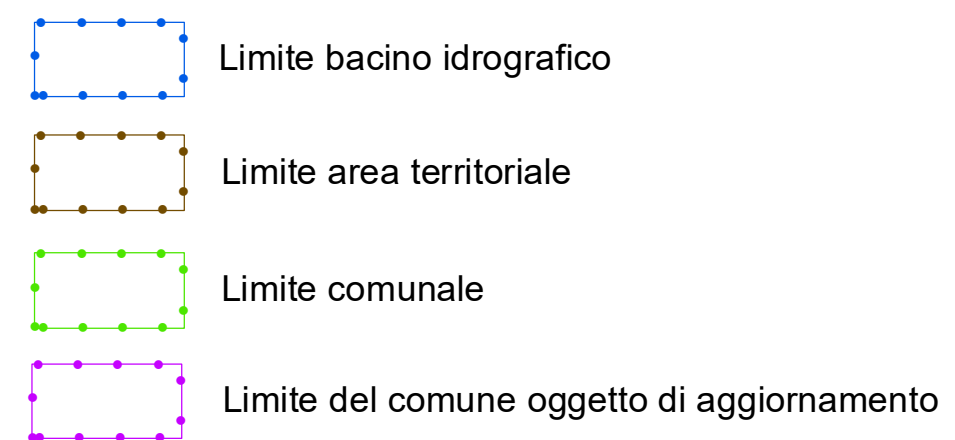 Limite bacino idrografico
Limite area territoriale
Limite comunale
Limite del comune oggetto di aggiornamento